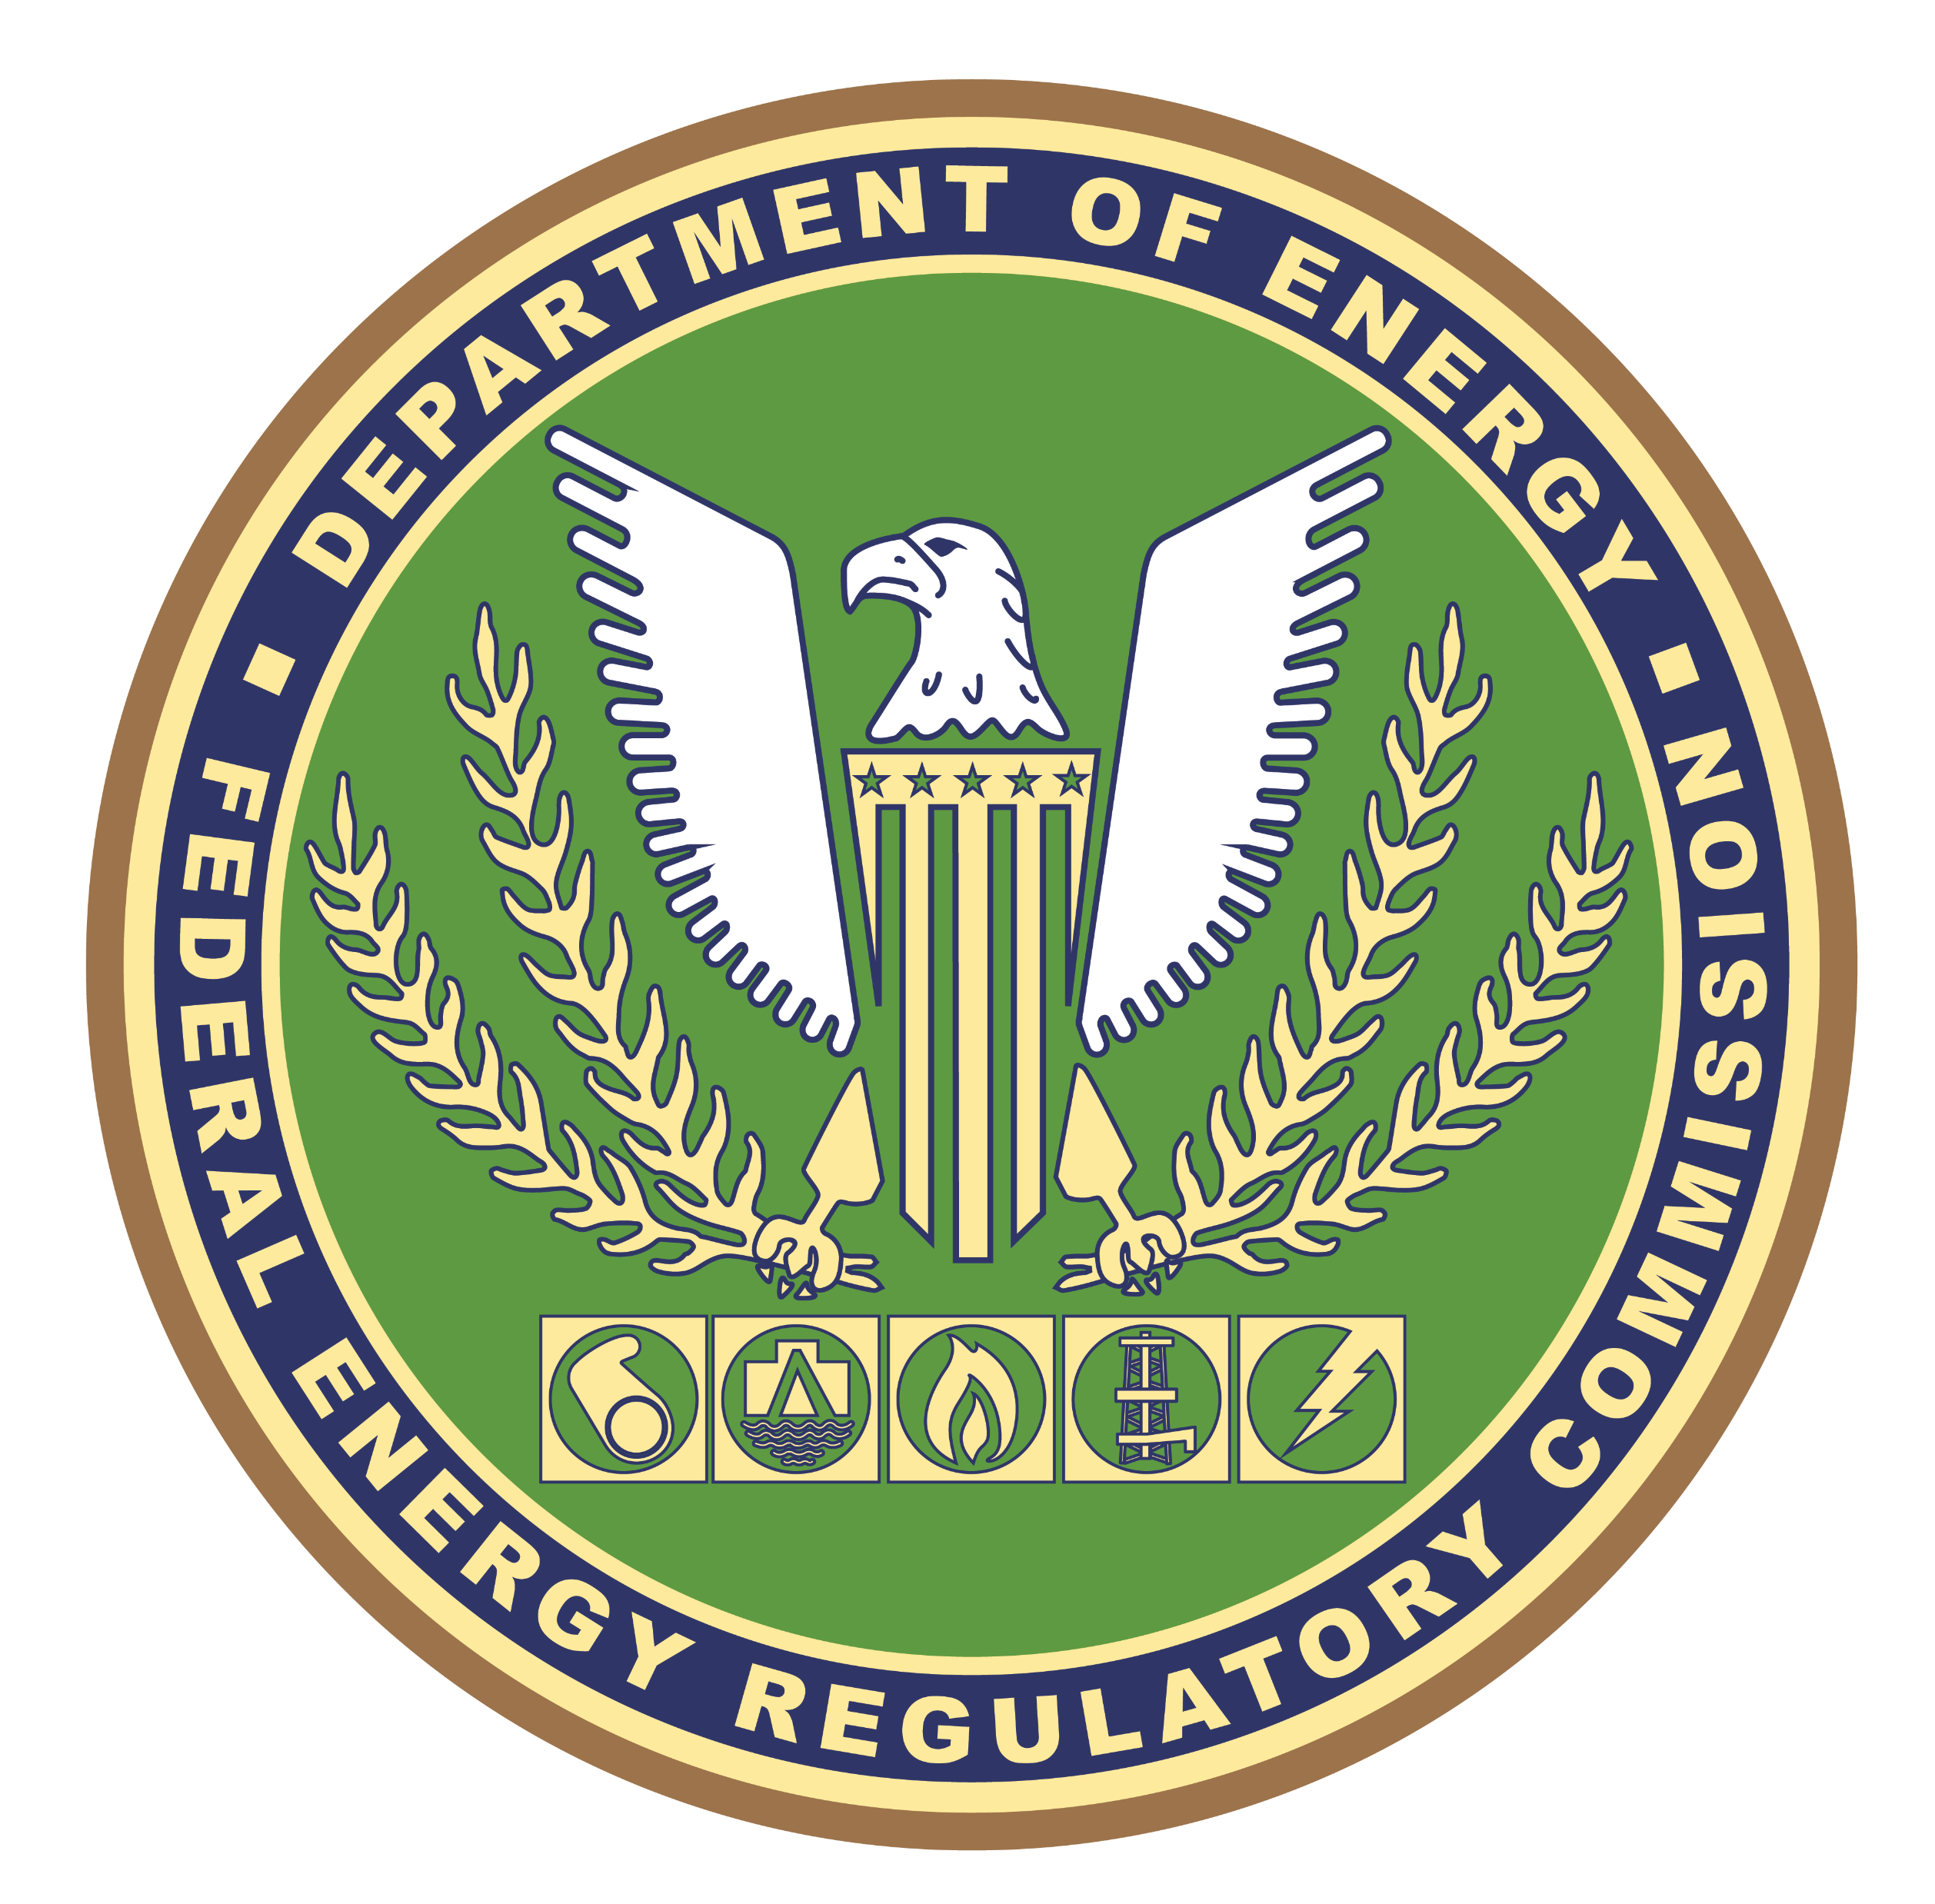 DEPARTMENT OF ENERGY
FEDERAL ENERGY REGULATORY COMMISSION